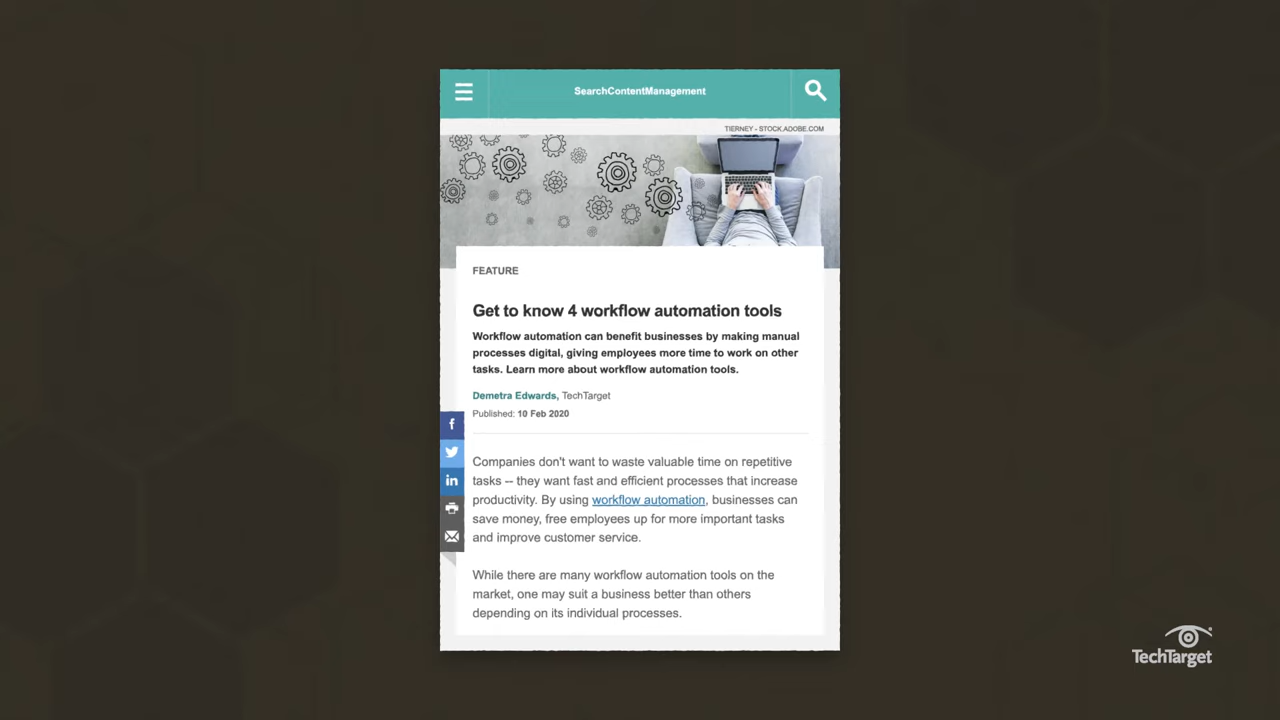 SearchContentManagement
TIERNEY - STOCK.ADOBE.COM
FEATURE
Get to know 4 workflow automation tools
Workflow automation can benefit businesses by making manual
processes digital, giving employees more time to work on other
tasks. Learn more about workflow automation tools.
Demetra Edwards, TechTarget
Published: 10 Feb 2020
f
in
Companies don't want to waste valuable time on repetitive
tasks -- they want fast and efficient processes that increase
productivity. By using workflow automation, businesses can
save money, free employees up for more important tasks
and improve customer service.
While there are many workflow automation tools on the
market, one may suit a business better than others
depending on its individual processes.
TechTarget